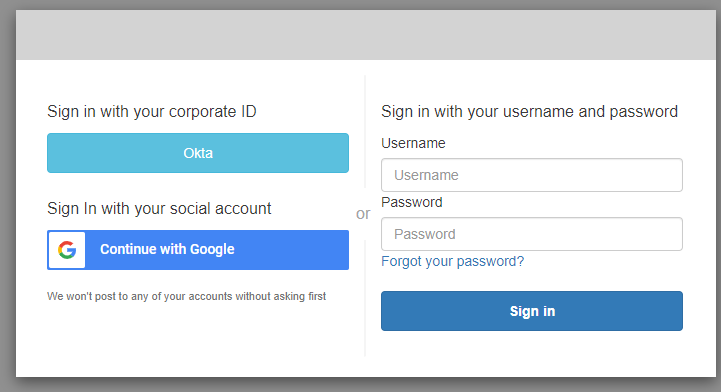 Sign in with your corporate ID
Okta
Sign In with your social account
Continue with Google
We won't post to any of your accounts without asking first
or
Sign in with your username and password
Username
Username
Password
Password
Forgot your password?
Sign in